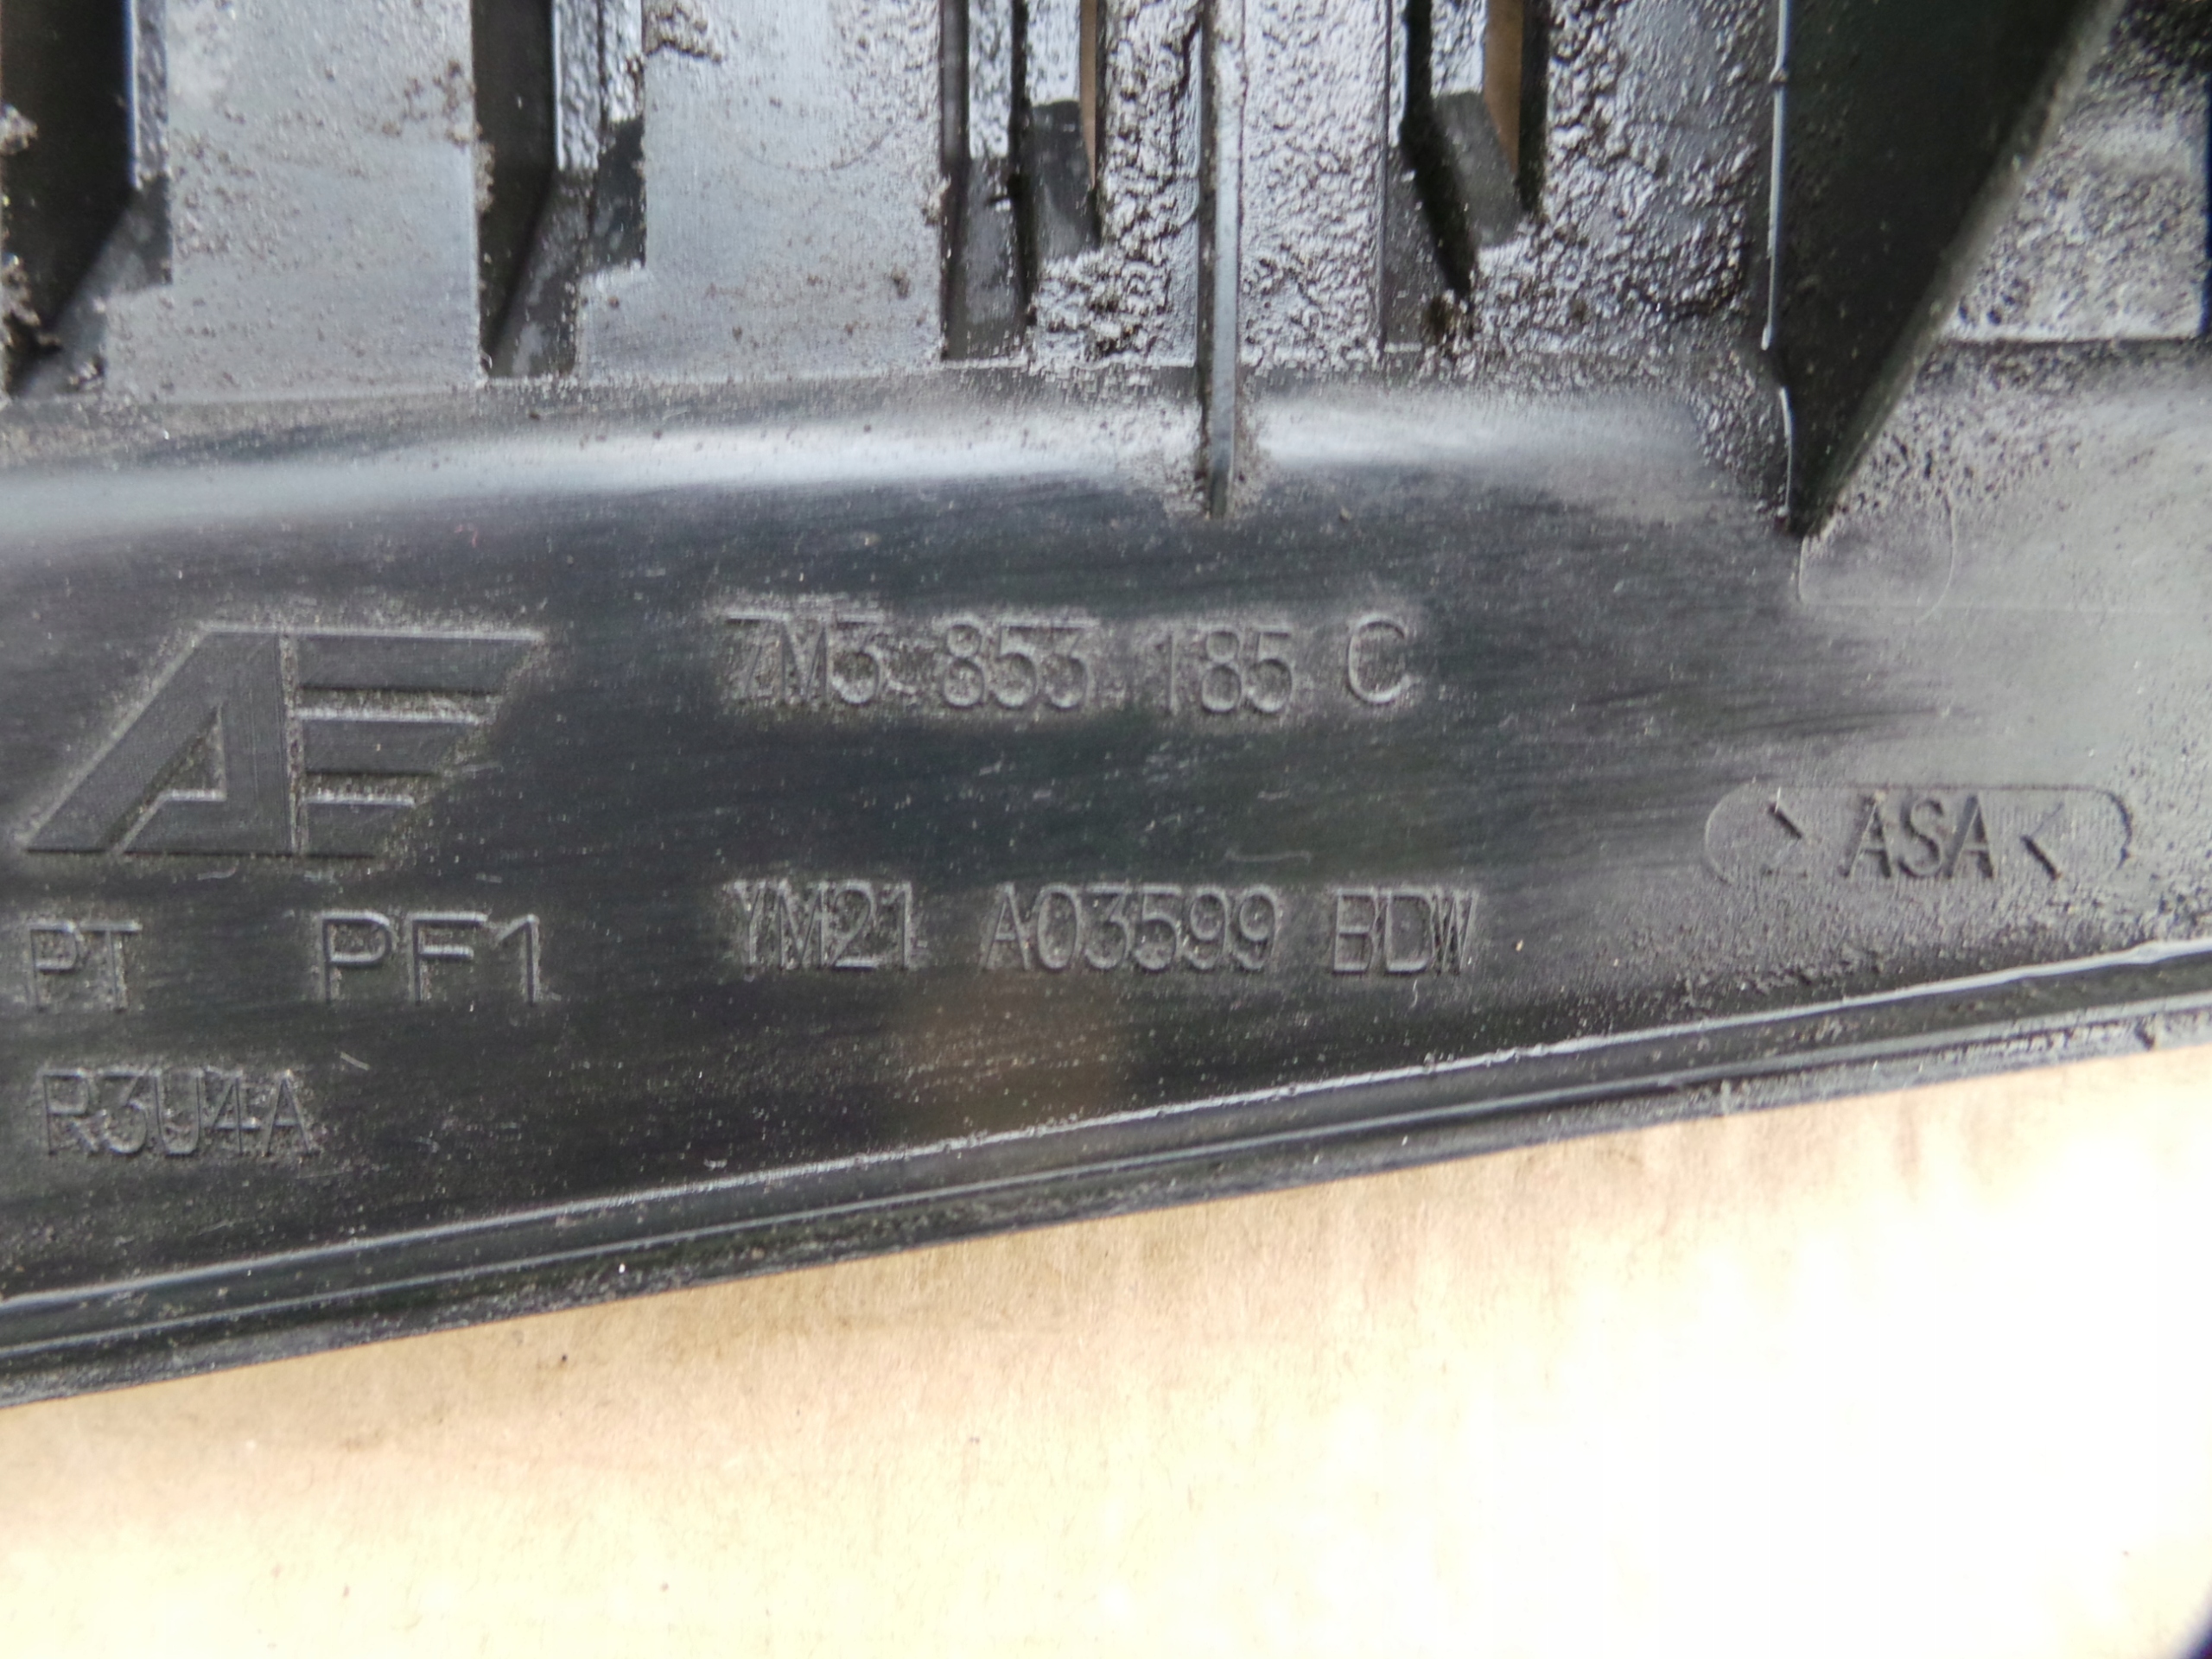 7M3 853 185 C
AE
>ASA<
PT PF1
YM21 A03599 BDW
R3U4A